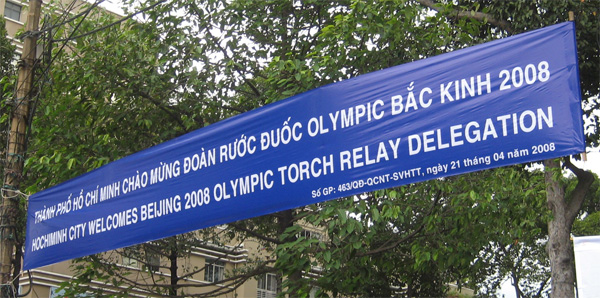 THÀNH PHỐ HỒ CHÍ MINH CHÀO MỪNG ĐOÀN RƯỚC ĐUỐC OLYMPIC BẮC KINH 2008
HOCHIMINH CITY WELCOMES BEIJING 2008 OLYMPIC TORCH RELAY DELEGATION
Số GP: 463/QĐ-QCNT-SVHTT, ngày 21 tháng 04 năm 2008